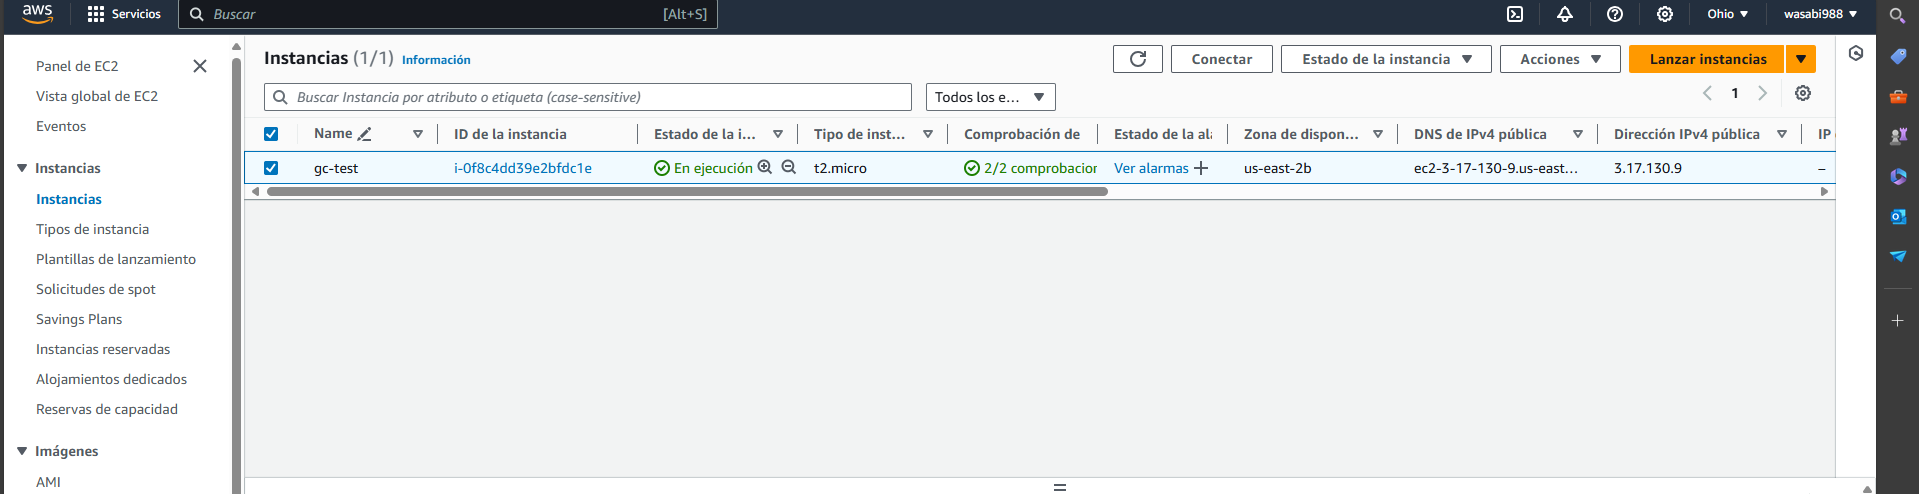 aws
Servicios
Buscar
[Alt+S]
Ohio
wasabi988
Panel de EC2
Vista global de EC2
Eventos
Instancias
Instancias
Tipos de instancia
Plantillas de lanzamiento
Solicitudes de spot
Savings Plans
Instancias reservadas
Alojamientos dedicados
Reservas de capacidad
Imágenes
AMI
Instancias (1/1) Información
Conectar
Estado de la instancia
Acciones
Lanzar instancias
Buscar Instancia por atributo o etiqueta (case-sensitive)
Todos los e...
1
Name ID de la instancia Estado de la i... Tipo de inst... Comprobación de Estado de la ala Zona de dispon... DNS de IPv4 pública Dirección IPv4 pública IP
gc-test i-0f8c4dd39e2bfdc1e En ejecución t2.micro 2/2 comprobacion Ver alarmas + us-east-2b ec2-3-17-130-9.us-east... 3.17.130.9 –